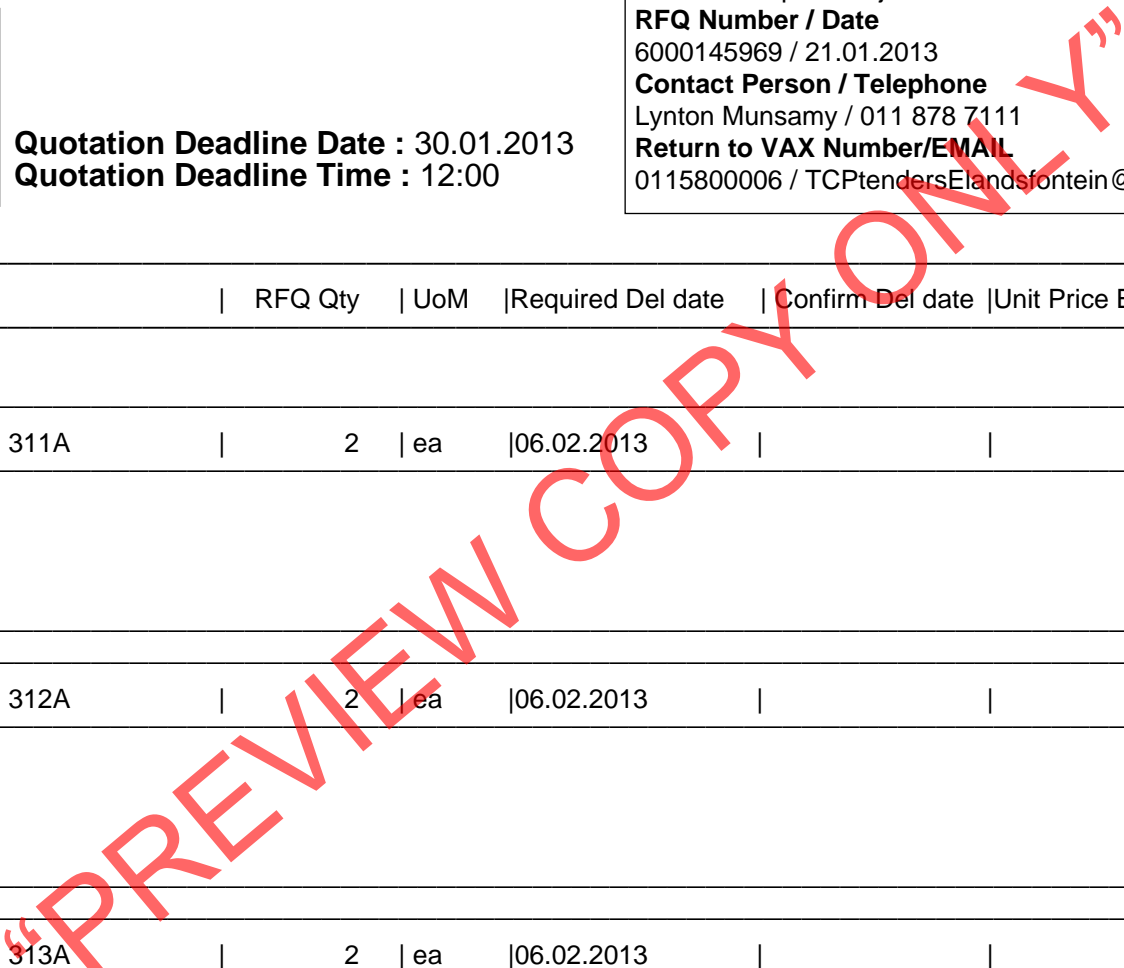 RFQ Number / Date
6000145969 / 21.01.2013
Contact Person / Telephone
Lynton Munsamy / 011 878 7111
Return to VAX Number/EMAIL
0115800006 / TCPtendersElandsfontein@
Quotation Deadline Date : 30.01.2013
Quotation Deadline Time : 12:00
| RFQ Qty | UoM |Required Del date | Confirm Del date |Unit Price
311A | 2 | ea |06.02.2013 | |
312A | 2 | ea |06.02.2013 | |
313A | 2 | ea |06.02.2013 | |
“PREVIEW COPY ONLY”